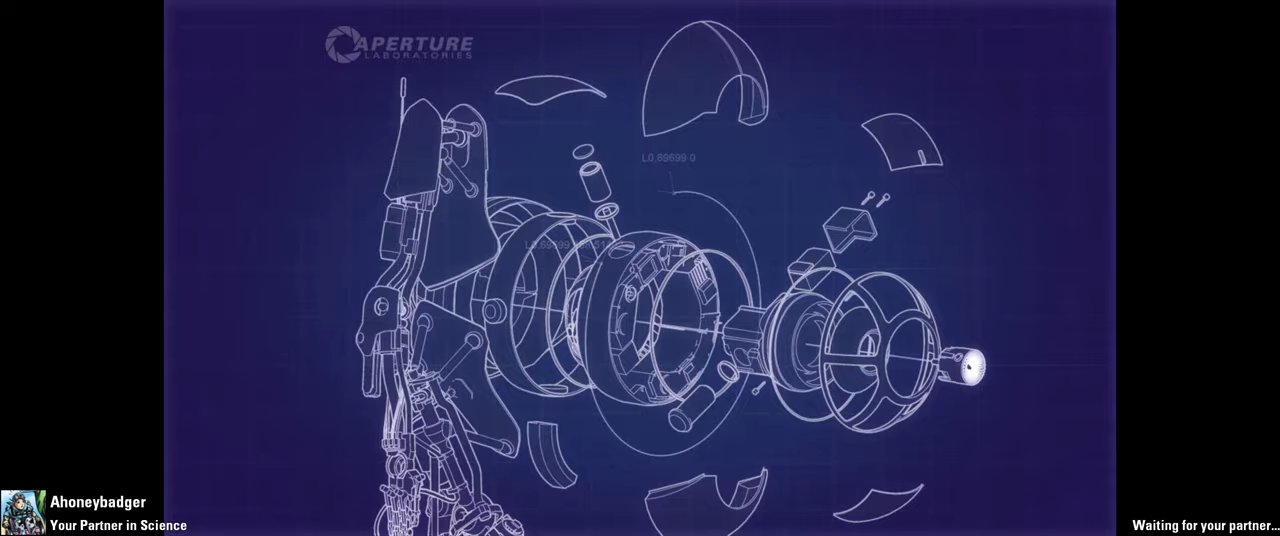 APERTURE
LABORATORIES
L0,69699 0
Ahoneybadger
Your Partner in Science
Waiting for your partner...